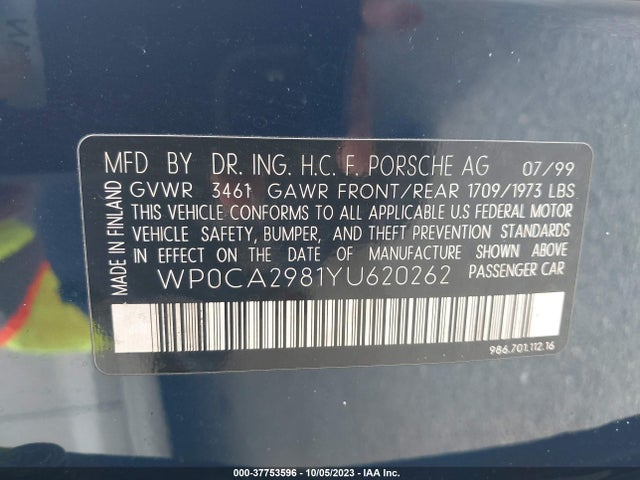 MFD BY DR. ING. H.C. F. PORSCHE AG 07/99
GVWR 3461 GAWR FRONT/REAR 1709/1973 LBS
THIS VEHICLE CONFORMS TO ALL APPLICABLE U.S FEDERAL MOTOR
VEHICLE SAFETY, BUMPER, AND THEFT PREVENTION STANDARDS
IN EFFECT ON THE DATE OF MANUFACTURE SHOWN ABOVE
WP0CA2981YU620262 PASSENGER CAR
MADE IN FINLAND
986.701.112.16
000-37753596 - 10/05/2023 - IAA Inc.